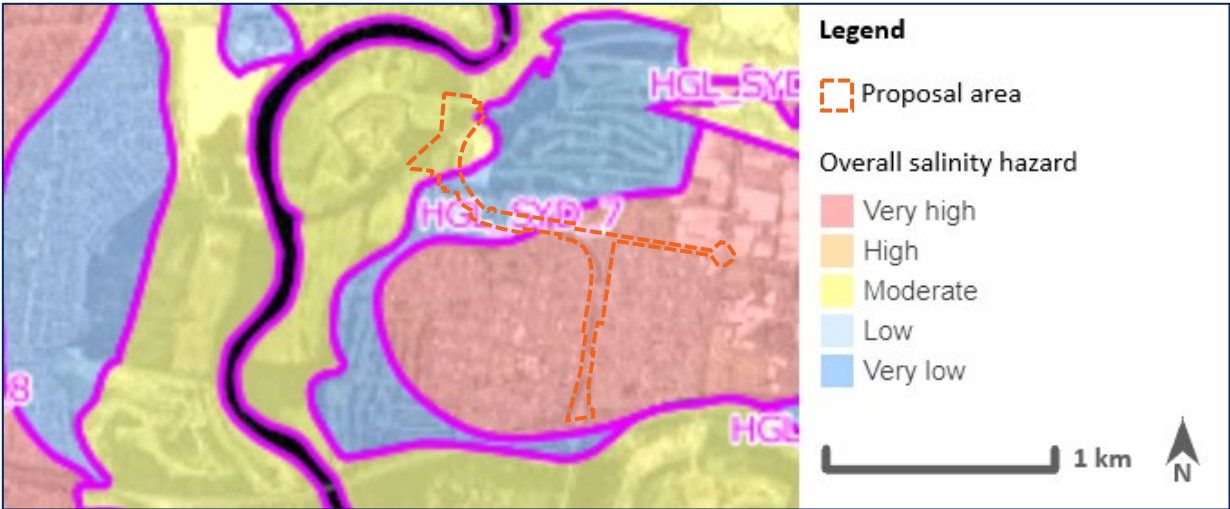 HGL_SYD
HGL_SYD_7
8
HGL
Legend
Proposal area
Overall salinity hazard
Very high
High
Moderate
Low
Very low
1 km
N